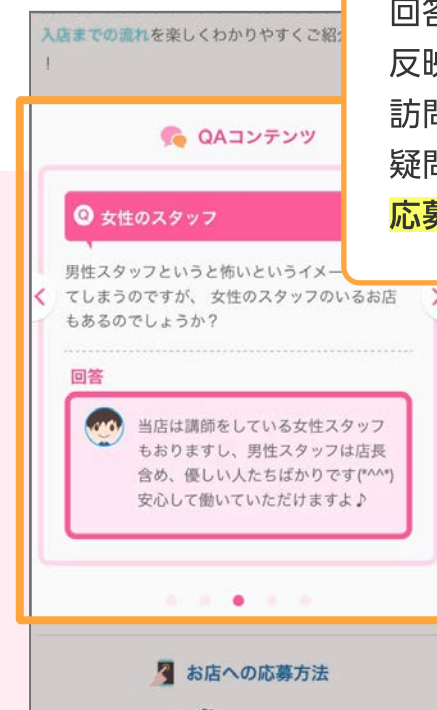 入店までの流れを楽しくわかりやすくご紹
！
回答
反映
訪問
疑問
応募
QAコンテンツ
Q 女性のスタッフ
男性スタッフというと怖いというイメー
てしまうのですが、 女性のスタッフのいるお店
もあるのでしょうか？
回答
当店は講師をしている女性スタッフ
もおりますし、男性スタッフは店長
含め、優しい人たちばかりです(*^^*)
安心して働いていただけますよ♪
お店への応募方法